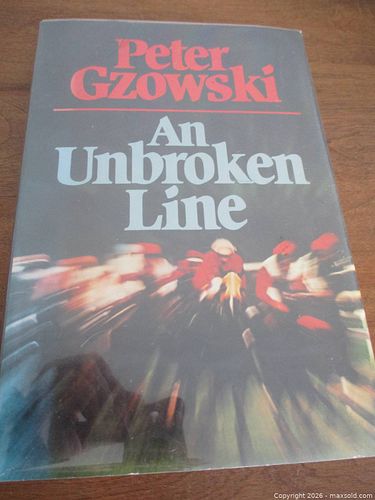 Peter
Gzowski
An
Unbroken
Line
Copyright 2026 - maxsold.com